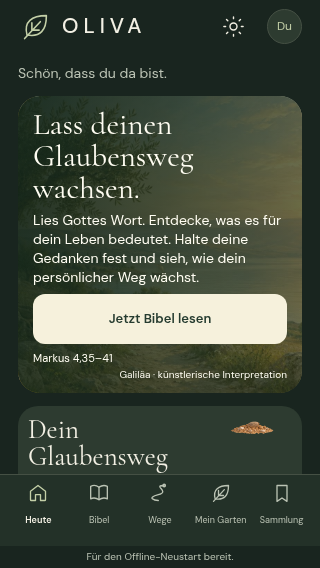 OLIVA
Du
Schön, dass du da bist.
Lass deinen
Glaubensweg
wachsen.
Lies Gottes Wort. Entdecke, was es für
dein Leben bedeutet. Halte deine
Gedanken fest und sieh, wie dein
persönlicher Weg wächst.
Jetzt Bibel lesen
Markus 4,35–41
Galiläa · künstlerische Interpretation
Dein
Glaubensweg
Heute
Bibel
Wege
Mein Garten
Sammlung
Für den Offline-Neustart bereit.